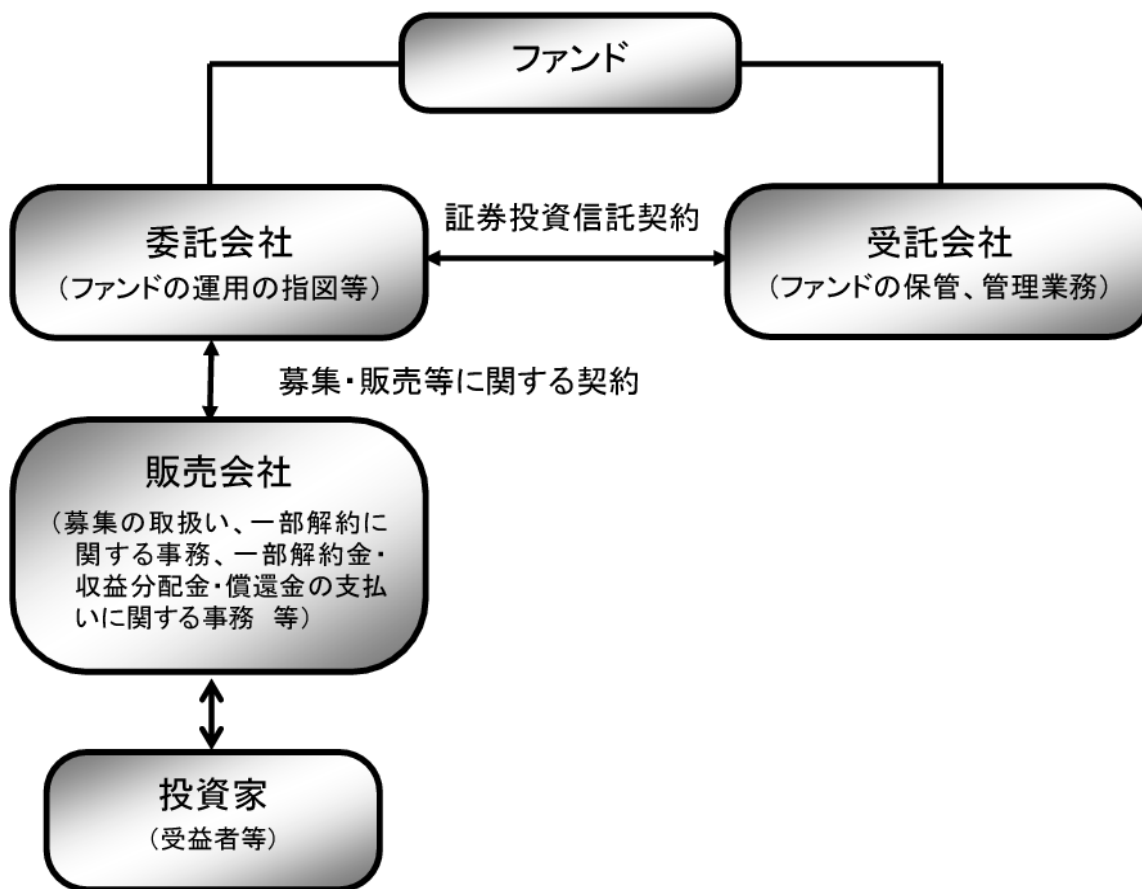 ファンド
委託会社
（ファンドの運用の指図等）
証券投資信託契約
受託会社
（ファンドの保管、管理業務）
募集・販売等に関する契約
販売会社
（募集の取扱い、一部解約に
関する事務、一部解約金・
収益分配金・償還金の支払
いに関する事務　等）
投資家
（受益者等）